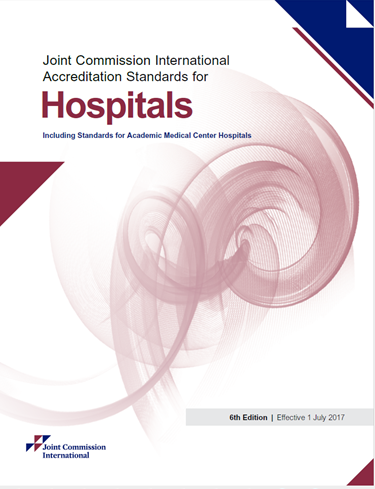 Joint Commission International
Accreditation Standards for
Hospitals
Including Standards for Academic Medical Center Hospitals
6th Edition | Effective 1 July 2017
Joint Commission
International